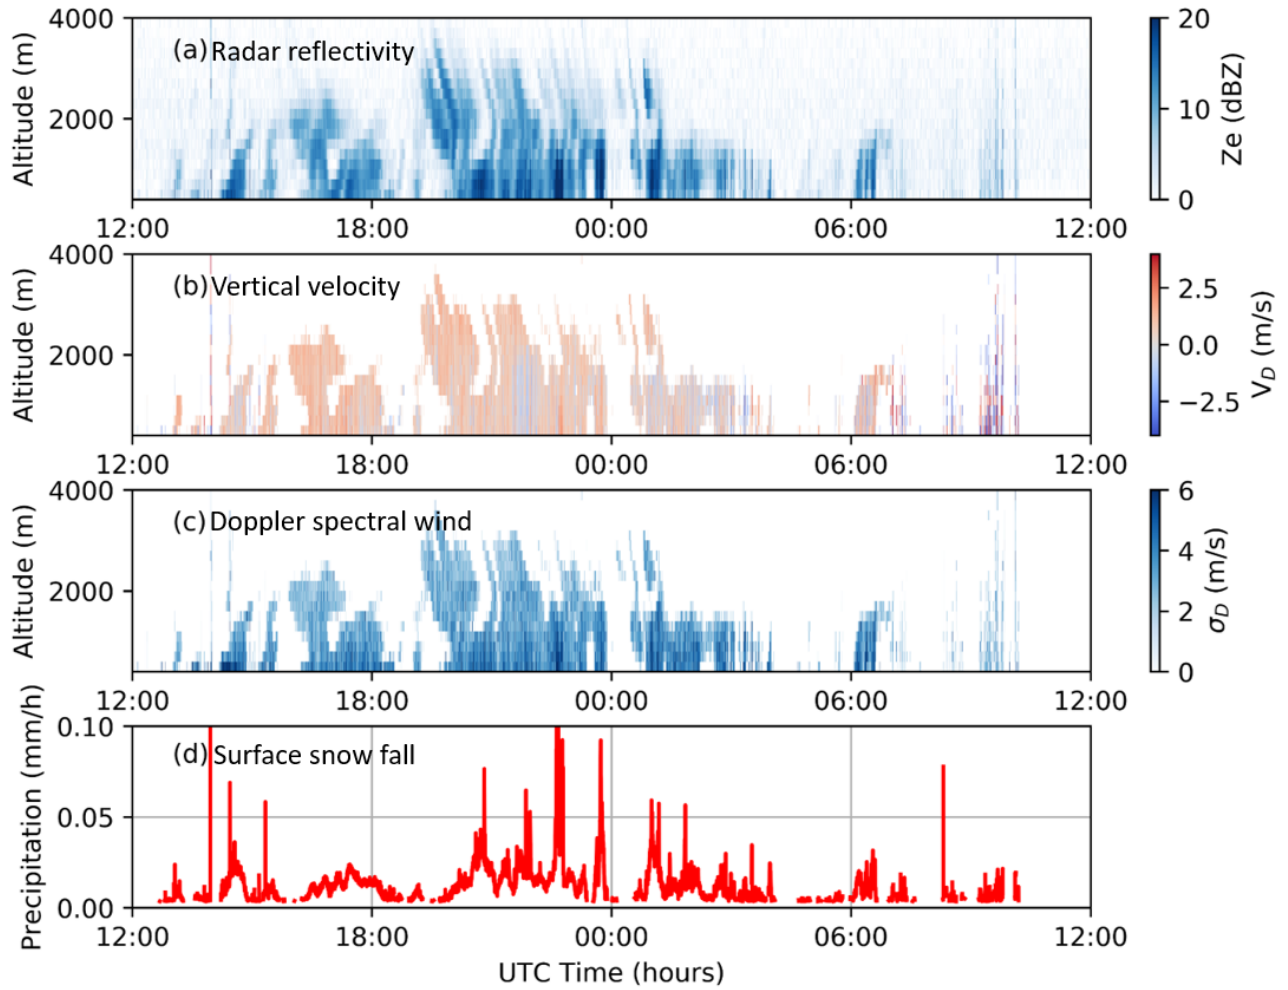 4000
2000
Altitude (m)
(a) Radar reflectivity
20
10
0
Ze (dBZ)
12:00 18:00 00:00 06:00 12:00
4000
2000
Altitude (m)
(b) Vertical velocity
2.5
0.0
−2.5
V_D (m/s)
12:00 18:00 00:00 06:00 12:00
4000
2000
Altitude (m)
(c) Doppler spectral wind
6
4
2
0
σ_D (m/s)
12:00 18:00 00:00 06:00 12:00
0.10
0.05
0.00
Precipitation (mm/h)
(d) Surface snow fall
12:00 18:00 00:00 06:00 12:00
UTC Time (hours)